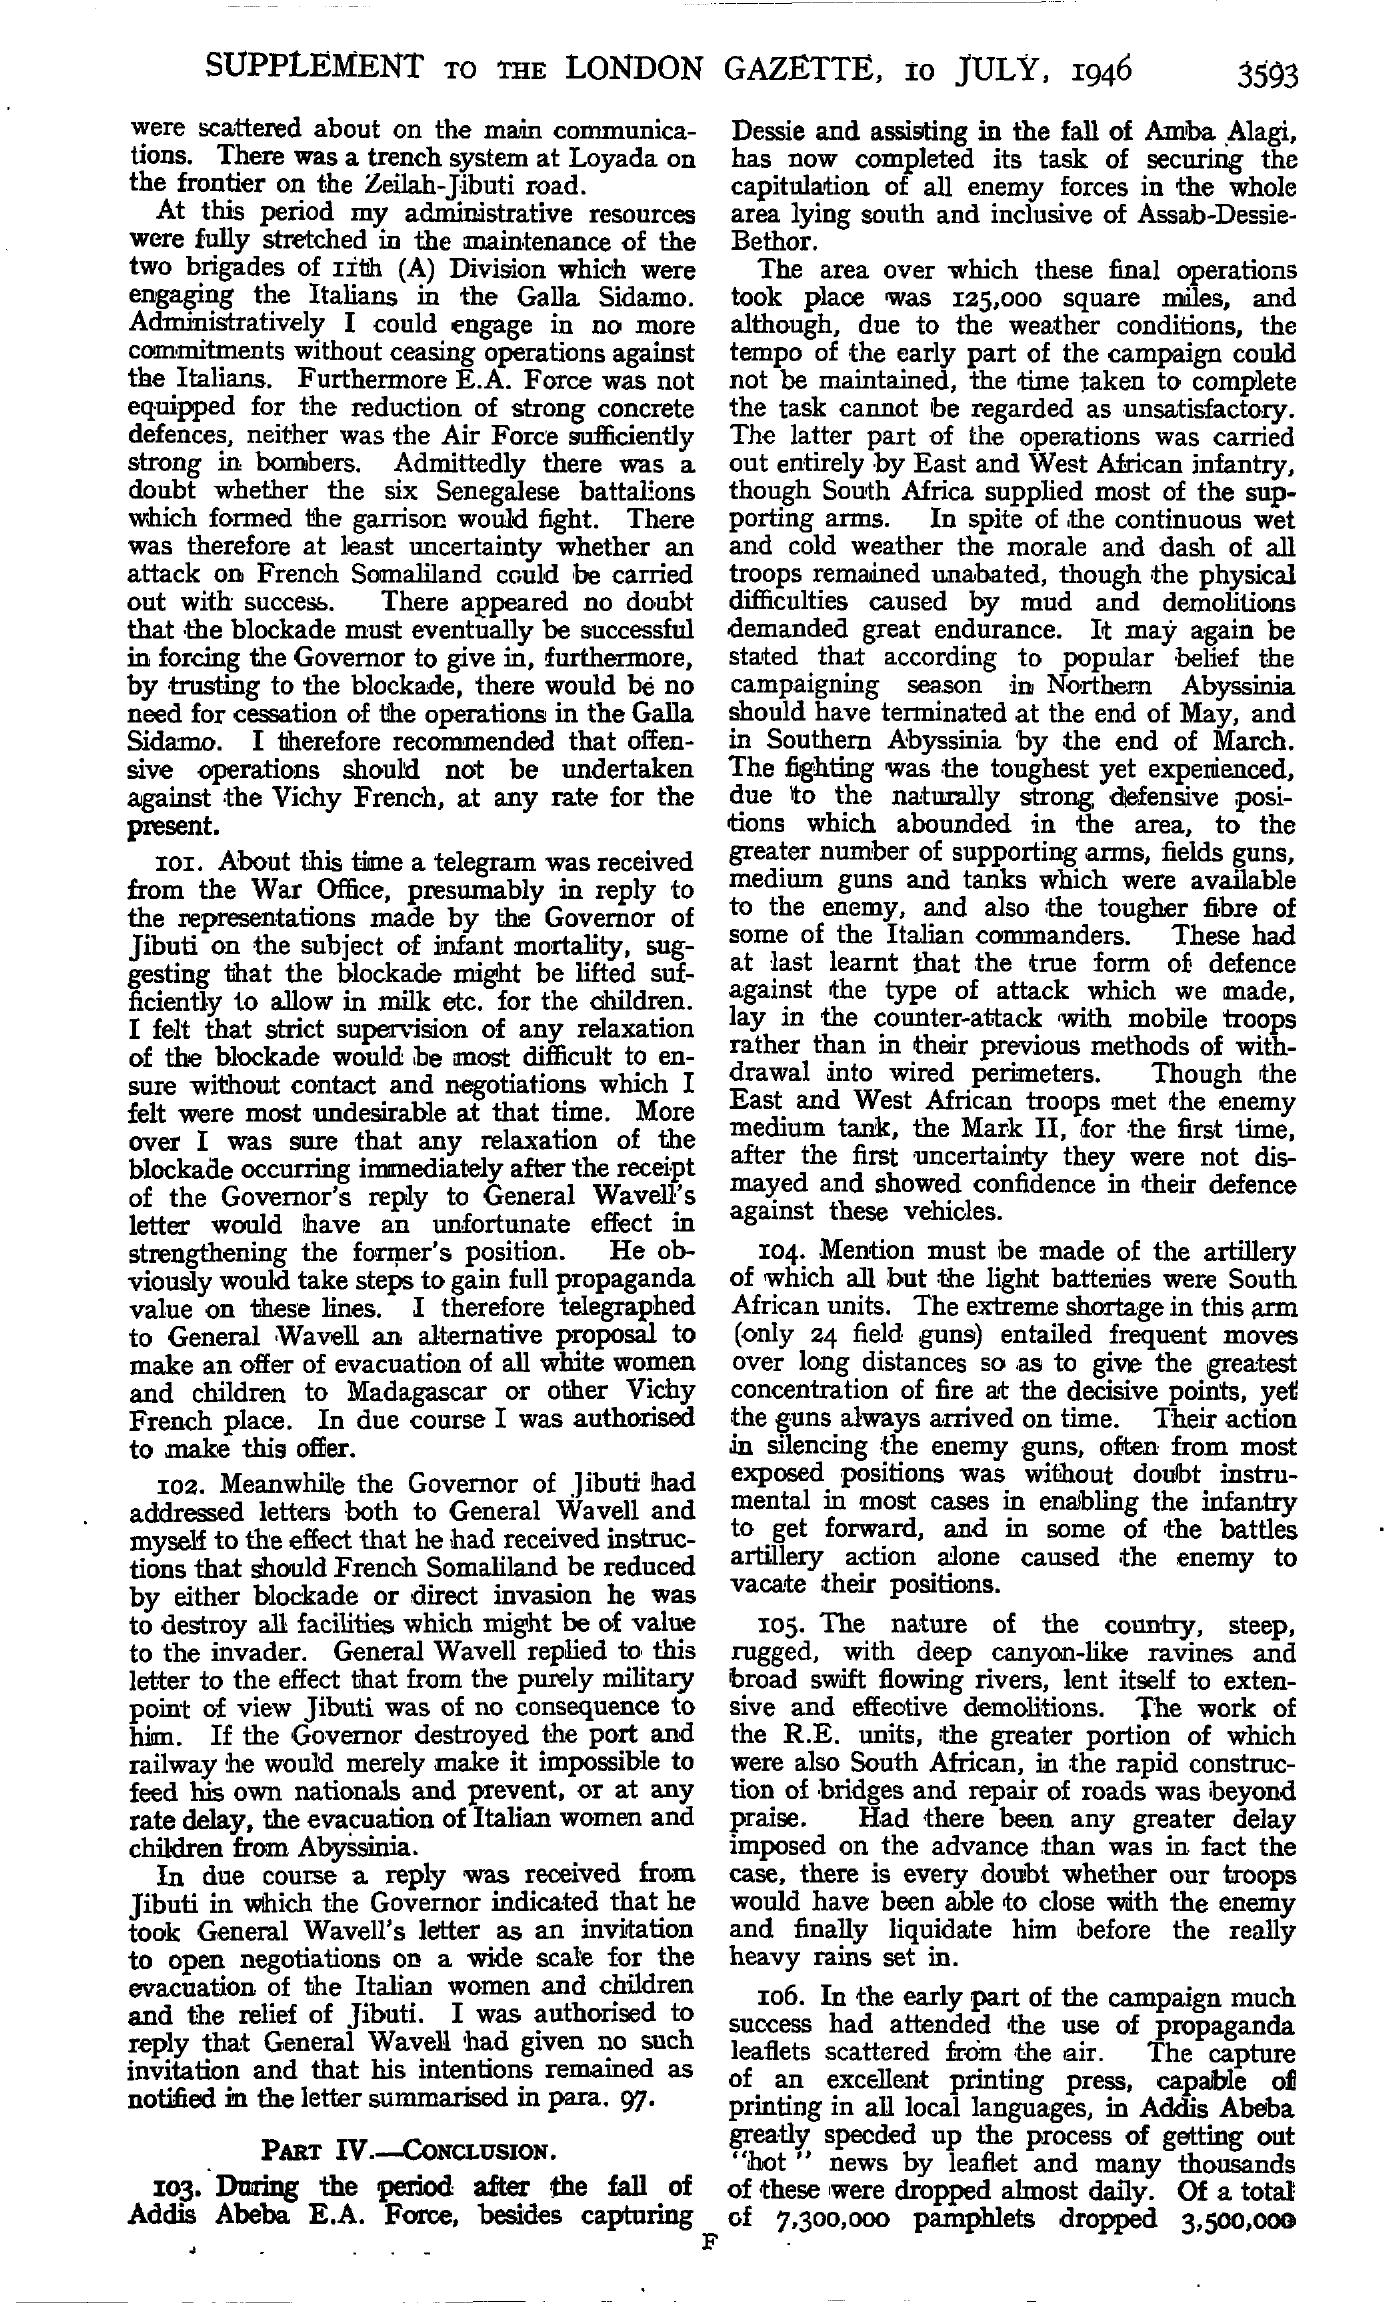 SUPPLEMENT TO THE LONDON GAZETTE, 10 JULY, 1946 3593
were scattered about on the main communica-
tions. There was a trench system at Loyada on
the frontier on the Zeilah-Jibuti road.
At this period my administrative resources
were fully stretched in the maintenance of the
two brigades of 11th (A) Division which were
engaging the Italians in the Galla Sidamo.
Administratively I could engage in no more
commitments without ceasing operations against
the Italians. Furthermore E.A. Force was not
equipped for the reduction of strong concrete
defences, neither was the Air Force sufficiently
strong in bombers. Admittedly there was a
doubt whether the six Senegalese battalions
which formed the garrison would fight. There
was therefore at least uncertainty whether an
attack on French Somaliland could be carried
out with success. There appeared no doubt
that the blockade must eventually be successful
in forcing the Governor to give in, furthermore,
by trusting to the blockade, there would be no
need for cessation of the operations in the Galla
Sidamo. I therefore recommended that offen-
sive operations should not be undertaken
against the Vichy French, at any rate for the
present.
101. About this time a telegram was received
from the War Office, presumably in reply to
the representations made by the Governor of
Jibuti on the subject of infant mortality, sug-
gesting that the blockade might be lifted suf-
ficiently to allow in milk etc. for the children.
I felt that strict supervision of any relaxation
of the blockade would be most difficult to en-
sure without contact and negotiations which I
felt were most undesirable at that time. More
over I was sure that any relaxation of the
blockade occurring immediately after the receipt
of the Governor's reply to General Wavell's
letter would have an unfortunate effect in
strengthening the former's position. He ob-
viously would take steps to gain full propaganda
value on these lines. I therefore telegraphed
to General Wavell an alternative proposal to
make an offer of evacuation of all white women
and children to Madagascar or other Vichy
French place. In due course I was authorised
to make this offer.
102. Meanwhile the Governor of Jibuti had
addressed letters both to General Wavell and
myself to the effect that he had received instruc-
tions that should French Somaliland be reduced
by either blockade or direct invasion he was
to destroy all facilities which might be of value
to the invader. General Wavell replied to this
letter to the effect that from the purely military
point of view Jibuti was of no consequence to
him. If the Governor destroyed the port and
railway he would merely make it impossible to
feed his own nationals and prevent, or at any
rate delay, the evacuation of Italian women and
children from Abyssinia.
In due course a reply was received from
Jibuti in which the Governor indicated that he
took General Wavell's letter as an invitation
to open negotiations on a wide scale for the
evacuation of the Italian women and children
and the relief of Jibuti. I was authorised to
reply that General Wavell had given no such
invitation and that his intentions remained as
notified in the letter summarised in para. 97.
PART IV.—CONCLUSION.
103. During the period after the fall of
Addis Abeba E.A. Force, besides capturing
Dessie and assisting in the fall of Amba Alagi,
has now completed its task of securing the
capitulation of all enemy forces in the whole
area lying south and inclusive of Assab-Dessie-
Bethor.
The area over which these final operations
took place was 125,000 square miles, and
although, due to the weather conditions, the
tempo of the early part of the campaign could
not be maintained, the time taken to complete
the task cannot be regarded as unsatisfactory.
The latter part of the operations was carried
out entirely by East and West African infantry,
though South Africa supplied most of the sup-
porting arms. In spite of the continuous wet
and cold weather the morale and dash of all
troops remained unabated, though the physical
difficulties caused by mud and demolitions
demanded great endurance. It may again be
stated that according to popular belief the
campaigning season in Northern Abyssinia
should have terminated at the end of May, and
in Southern Abyssinia by the end of March.
The fighting was the toughest yet experienced,
due to the naturally strong defensive posi-
tions which abounded in the area, to the
greater number of supporting arms, fields guns,
medium guns and tanks which were available
to the enemy, and also the tougher fibre of
some of the Italian commanders. These had
at last learnt that the true form of defence
against the type of attack which we made,
lay in the counter-attack with mobile troops
rather than in their previous methods of with-
drawal into wired perimeters. Though the
East and West African troops met the enemy
medium tank, the Mark II, for the first time,
after the first uncertainty they were not dis-
mayed and showed confidence in their defence
against these vehicles.
104. Mention must be made of the artillery
of which all but the light batteries were South
African units. The extreme shortage in this arm
(only 24 field guns) entailed frequent moves
over long distances so as to give the greatest
concentration of fire at the decisive points, yet
the guns always arrived on time. Their action
in silencing the enemy guns, often from most
exposed positions was without doubt instru-
mental in most cases in enabling the infantry
to get forward, and in some of the battles
artillery action alone caused the enemy to
vacate their positions.
105. The nature of the country, steep,
rugged, with deep canyon-like ravines and
broad swift flowing rivers, lent itself to exten-
sive and effective demolitions. The work of
the R.E. units, the greater portion of which
were also South African, in the rapid construc-
tion of bridges and repair of roads was beyond
praise. Had there been any greater delay
imposed on the advance than was in fact the
case, there is every doubt whether our troops
would have been able to close with the enemy
and finally liquidate him before the really
heavy rains set in.
106. In the early part of the campaign much
success had attended the use of propaganda
leaflets scattered from the air. The capture
of an excellent printing press, capable of
printing in all local languages, in Addis Abeba
greatly speeded up the process of getting out
"hot" news by leaflet and many thousands
of these were dropped almost daily. Of a total
of 7,300,000 pamphlets dropped 3,500,000
F